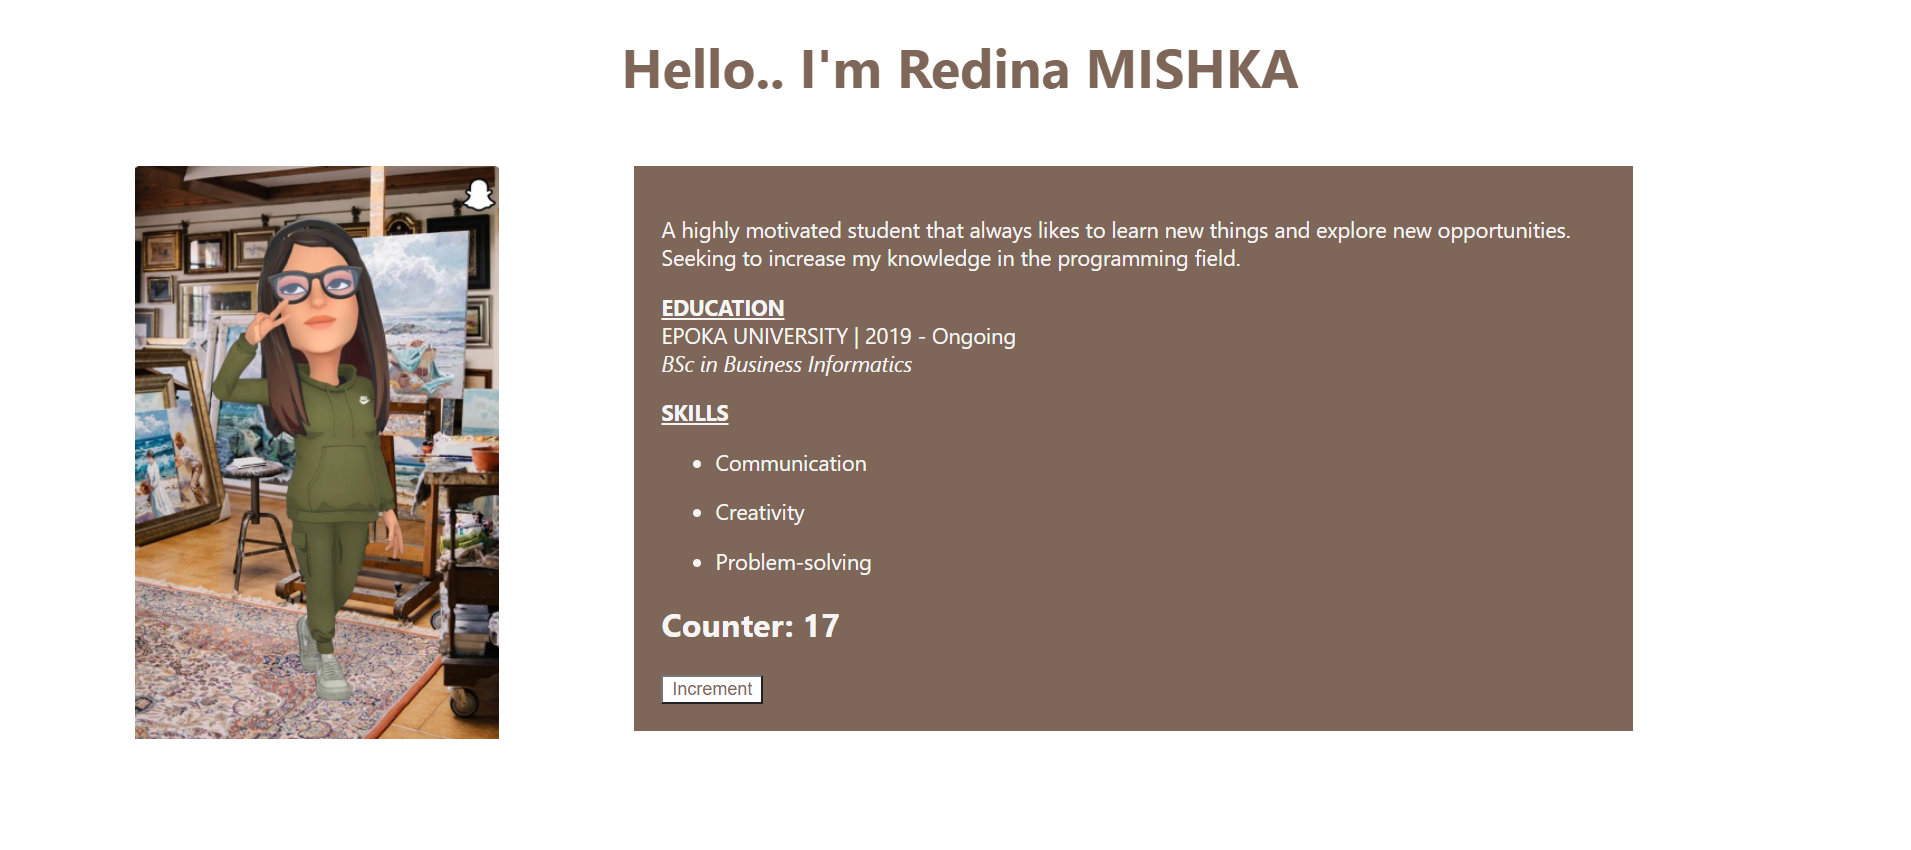 Hello.. I'm Redina MISHKA
A highly motivated student that always likes to learn new things and explore new opportunities.
Seeking to increase my knowledge in the programming field.
EDUCATION
EPOKA UNIVERSITY | 2019 - Ongoing
BSc in Business Informatics
SKILLS
Communication
Creativity
Problem-solving
Counter: 17
Increment